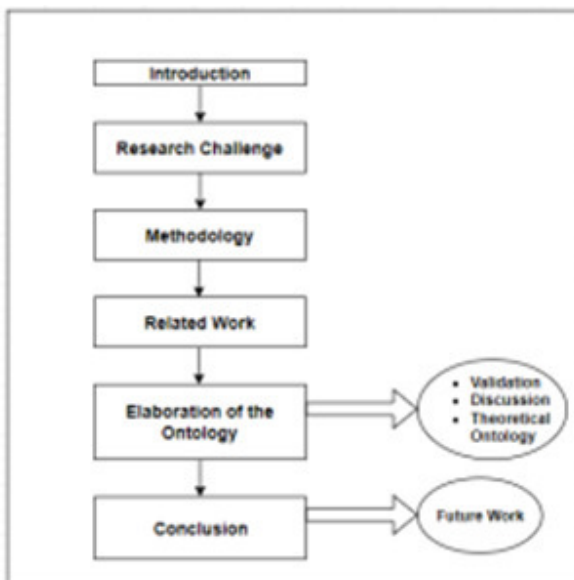 Introduction
Research Challenge
Methodology
Related Work
Elaboration of the
Ontology
• Validation
• Discussion
• Theoretical
Ontology
Conclusion
Future Work